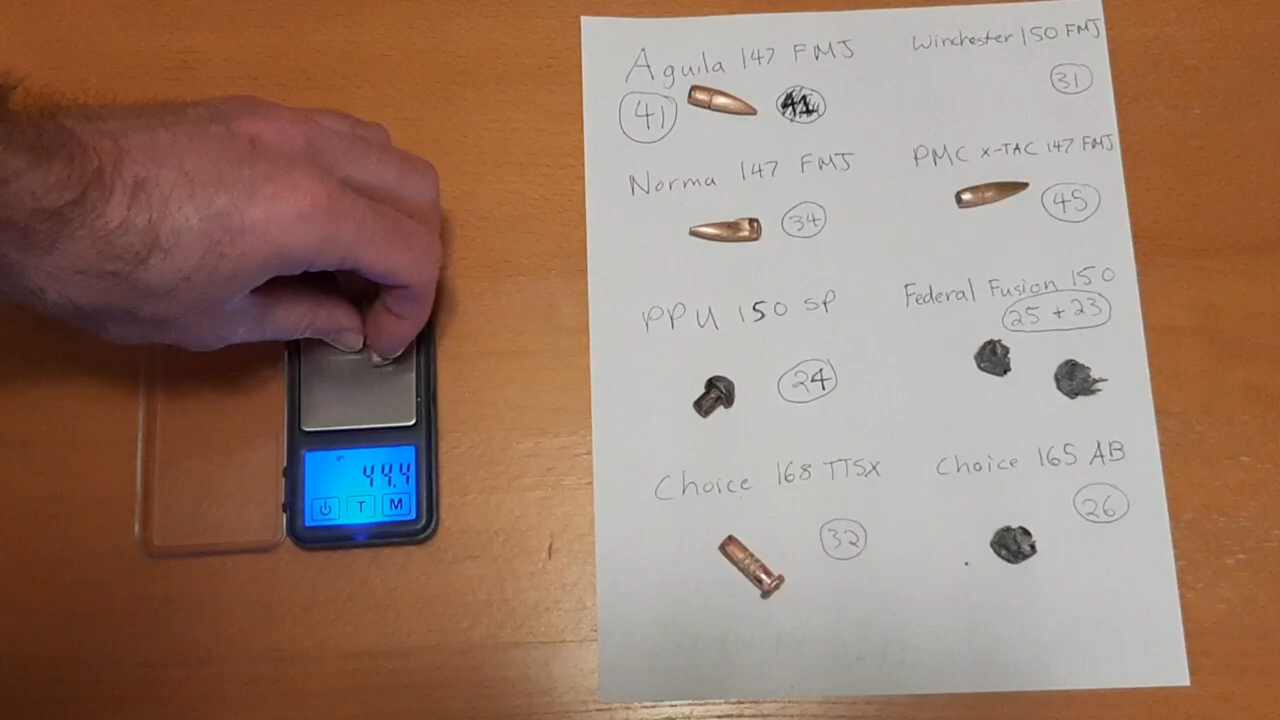 Aguila 147 FMJ
41
41
Norma 147 FMJ
34
PPU 150 SP
24
Choice 168 TTSX
32
Winchester 150 FMJ
31
PMC X-TAC 147 FMJ
45
Federal Fusion 150
25 + 23
Choice 165 AB
26
44.4
T M